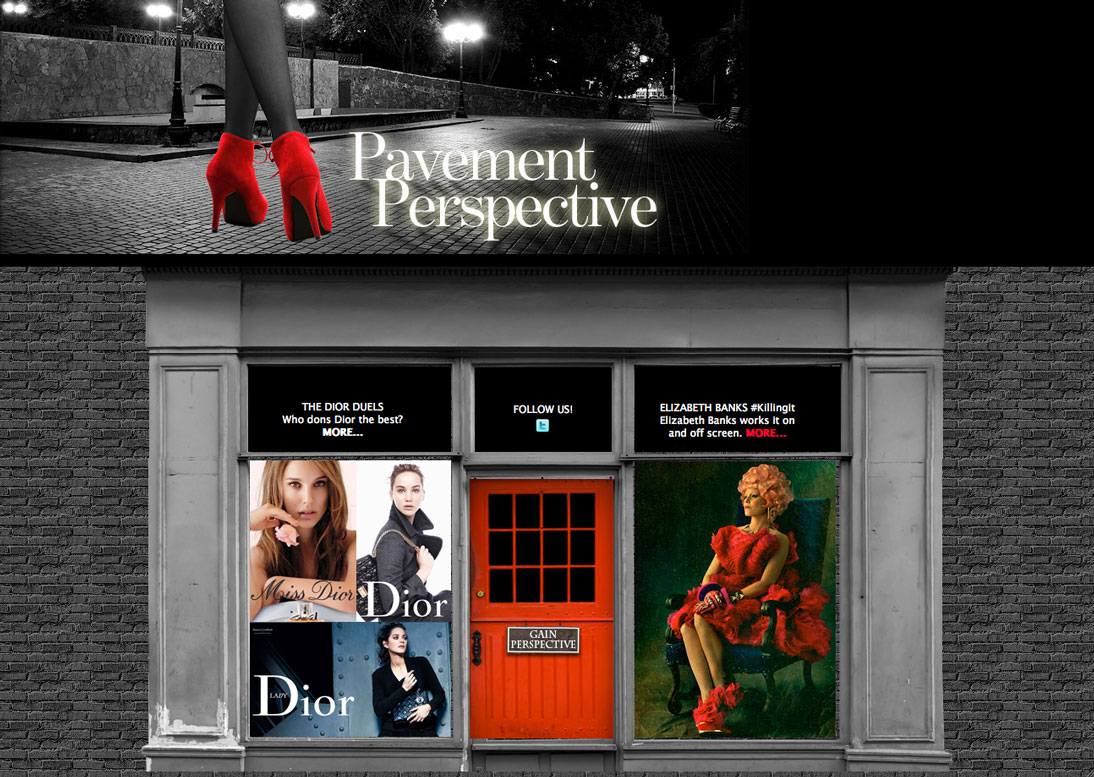 Pavement
Perspective
THE DIOR DUELS
Who dons Dior the best?
MORE...
FOLLOW US!
t
ELIZABETH BANKS #KillingIt
Elizabeth Banks works it on
and off screen. MORE...
Miss Dior
Dior
GAIN
PERSPECTIVE
LADY
Dior